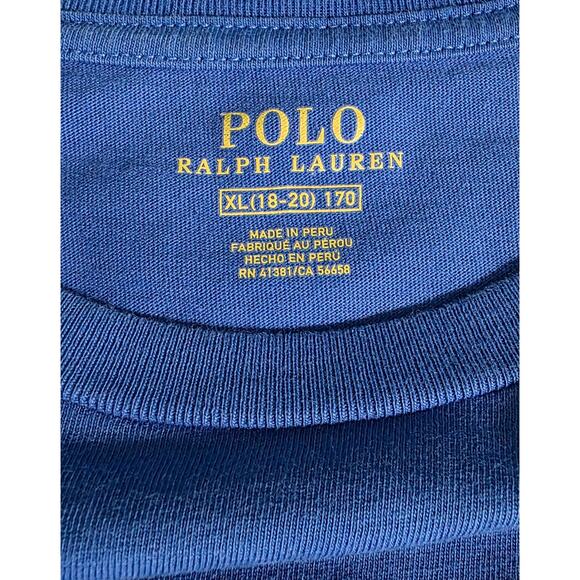 POLO
RALPH LAUREN
XL(18-20) 170
MADE IN PERU
FABRIQUÉ AU PÉROU
HECHO EN PERÚ
RN 41381/CA 56658